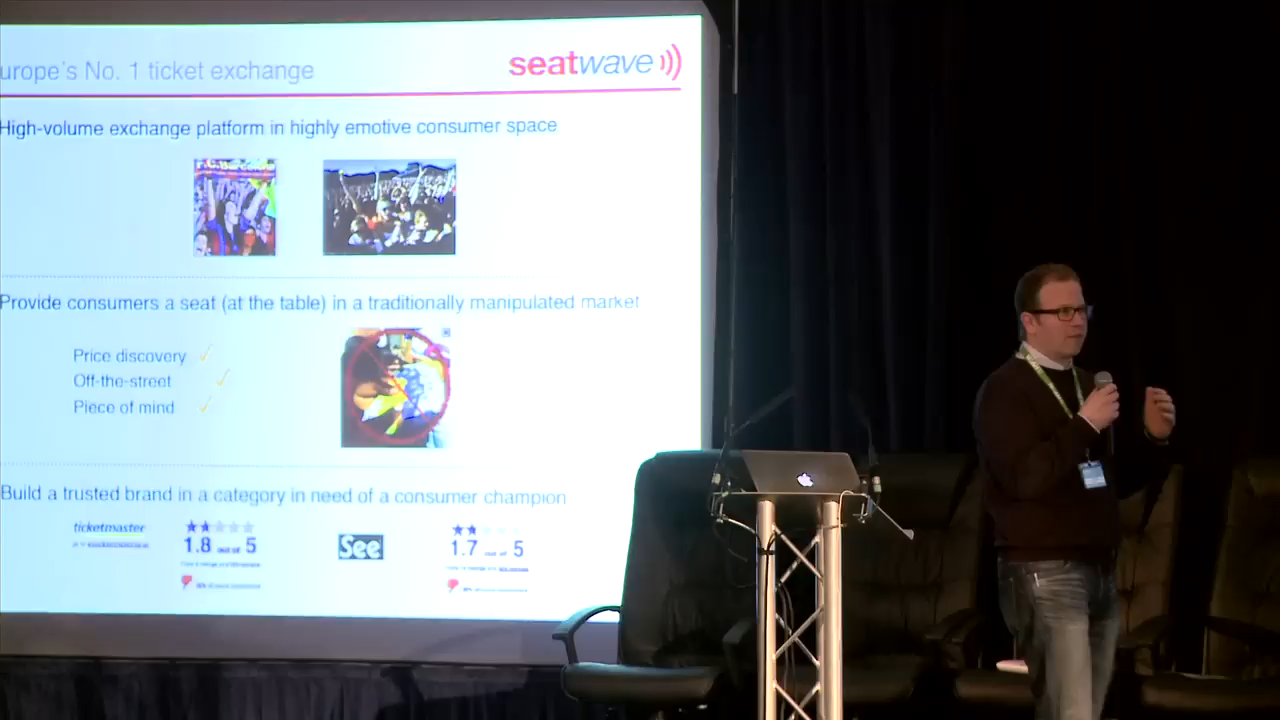 urope's No. 1 ticket exchange
seatwave
High-volume exchange platform in highly emotive consumer space
Provide consumers a seat (at the table) in a traditionally manipulated market
Price discovery
Off-the-street
Piece of mind
Build a trusted brand in a category in need of a consumer champion
ticketmaster
1.8 out of 5
See
1.7 out of 5